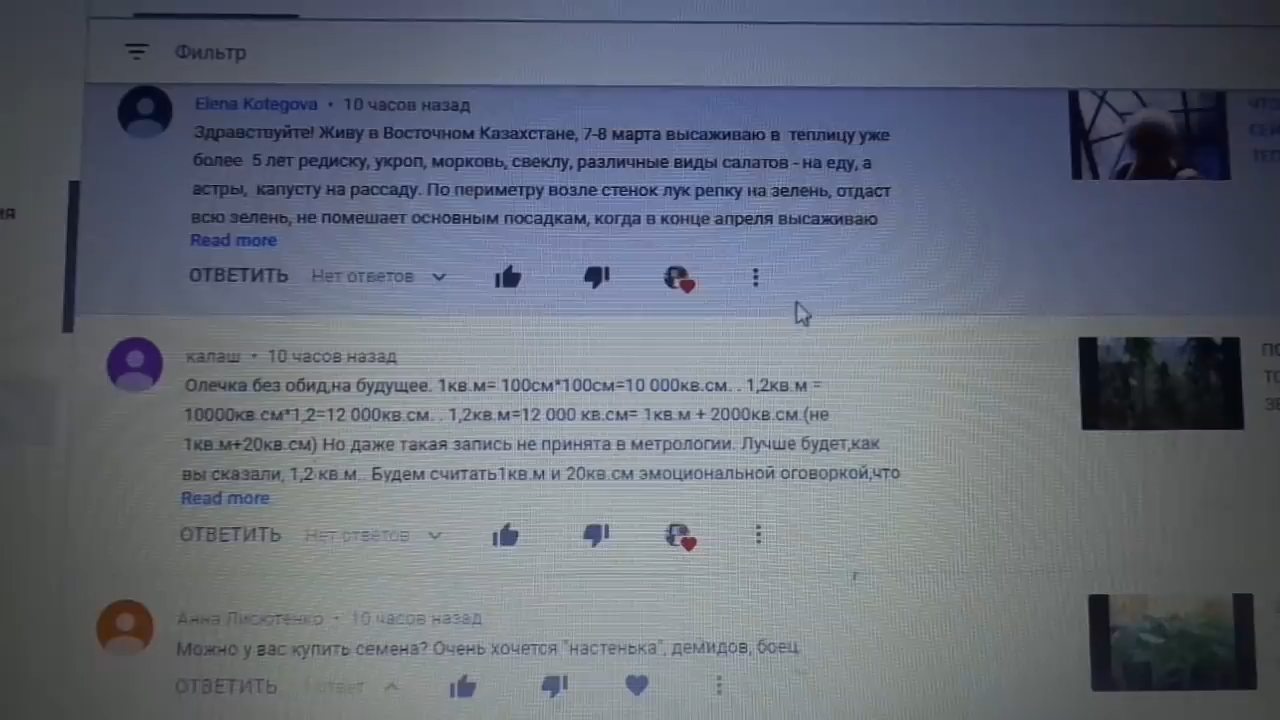 Фильтр
Elena Kotegova • 10 часов назад
Здравствуйте! Живу в Восточном Казахстане, 7-8 марта высаживаю в теплицу уже
более 5 лет редиску, укроп, морковь, свеклу, различные виды салатов - на еду, а
астры, капусту на рассаду. По периметру возле стенок лук репку на зелень, отдаст
всю зелень, не помешает основным посадкам, когда в конце апреля высаживаю
Read more
ОТВЕТИТЬ Нет ответов
калаш • 10 часов назад
Олечка без обид,на будущее. 1кв.м= 100см*100см=10 000кв.см. . 1,2кв.м =
10000кв.см*1,2=12 000кв.см. . 1,2кв.м=12 000 кв.см= 1кв.м + 2000кв.см.(не
1кв.м+20кв.см) Но даже такая запись не принята в метрологии. Лучше будет,как
вы сказали, 1,2 кв.м.. Будем считать1кв.м и 20кв.см эмоциональной оговоркой,что
Read more
ОТВЕТИТЬ Нет ответов
Анна Лисютенко • 10 часов назад
Можно у вас купить семена? Очень хочется "настенька", демидов, боец
ОТВЕТИТЬ 1 ответ